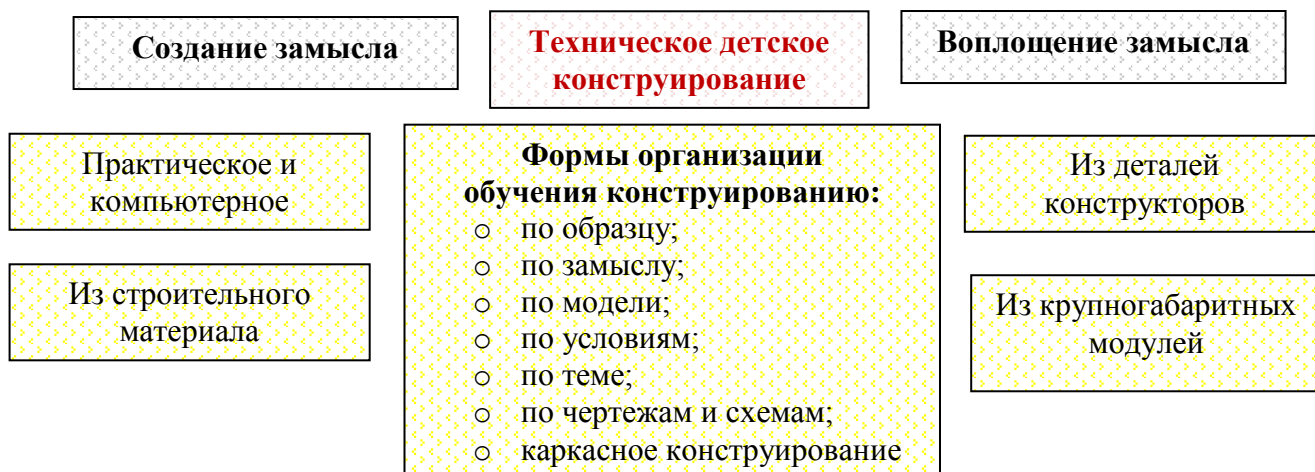 Создание замысла
Техническое детское
конструирование
Воплощение замысла
Практическое и
компьютерное
Из строительного
материала
Формы организации
обучения конструированию:
o по образцу;
o по замыслу;
o по модели;
o по условиям;
o по теме;
o по чертежам и схемам;
o каркасное конструирование
Из деталей
конструкторов
Из крупногабаритных
модулей